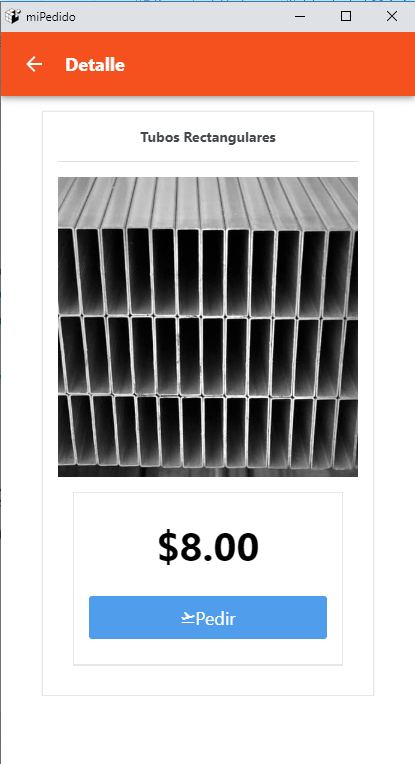 miPedido
Detalle
Tubos Rectangulares
$8.00
Pedir